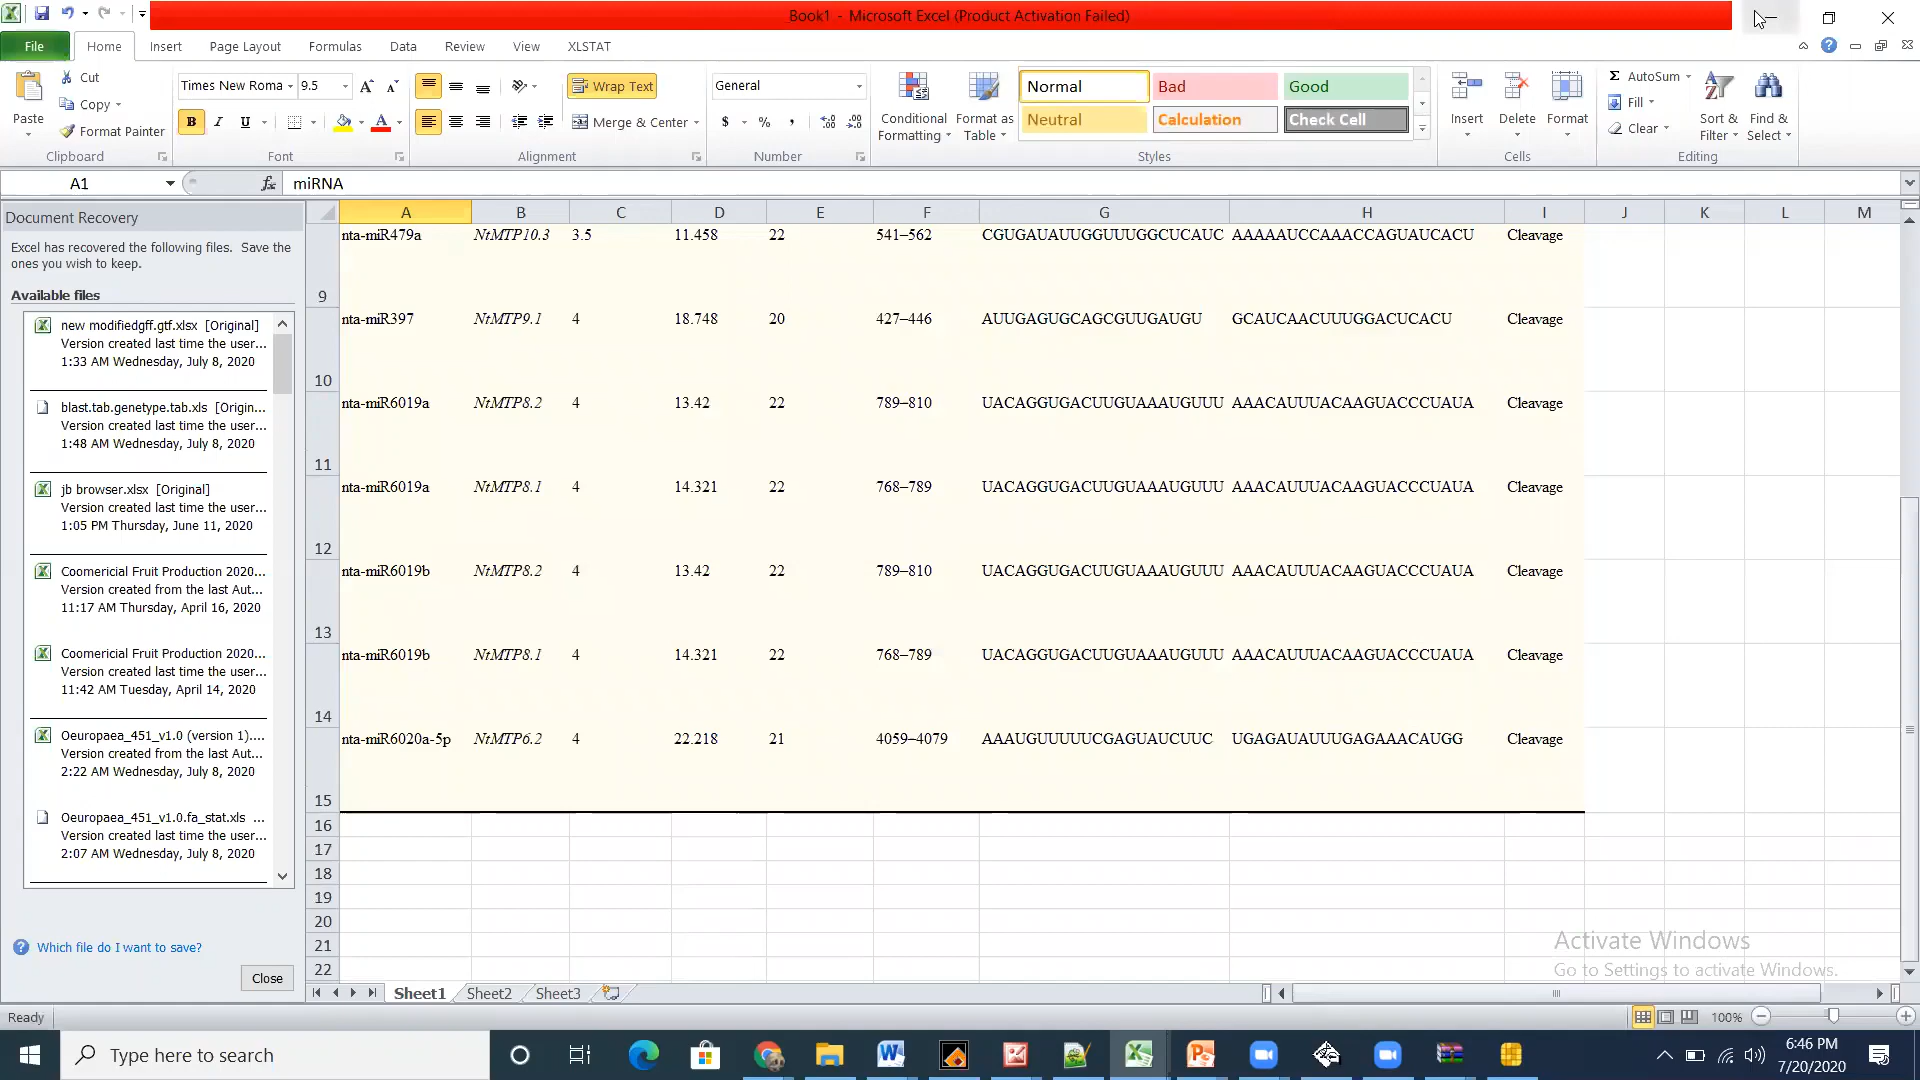 Book1 - Microsoft Excel (Product Activation Failed)
File Home Insert Page Layout Formulas Data Review View XLSTAT
Paste Cut Copy Format Painter Clipboard
Times New Roma 9.5 B I U Font
Wrap Text Merge & Center Alignment
General $ % , Number
Conditional Formatting Format as Table
Normal Bad Good
Neutral Calculation Check Cell
Styles
Insert Delete Format Cells
Σ AutoSum Fill Clear Sort & Filter Find & Select Editing
A1 fx miRNA
Document Recovery
Excel has recovered the following files. Save the
ones you wish to keep.
Available files
new modifiedgff.gtf.xlsx [Original]
Version created last time the user...
1:33 AM Wednesday, July 8, 2020
blast.tab.genetype.tab.xls [Origin...
Version created last time the user...
1:48 AM Wednesday, July 8, 2020
jb browser.xlsx [Original]
Version created last time the user...
1:05 PM Thursday, June 11, 2020
Coomericial Fruit Production 2020...
Version created from the last Aut...
11:17 AM Thursday, April 16, 2020
Coomericial Fruit Production 2020...
Version created from the last Aut...
11:42 AM Tuesday, April 14, 2020
Oeuropaea_451_v1.0 (version 1)....
Version created from the last Aut...
2:22 AM Wednesday, July 8, 2020
Oeuropaea_451_v1.0.fa_stat.xls ...
Version created last time the user...
2:07 AM Wednesday, July 8, 2020
Which file do I want to save?
Close
A B C D E F G H I J K L M
nta-miR479a NtMTP10.3 3.5 11.458 22 541–562 CGUGAUAUUGGUUUGGCUCAUC AAAAAUCCAAACCAGUAUCACU Cleavage
9
nta-miR397 NtMTP9.1 4 18.748 20 427–446 AUUGAGUGCAGCGUUGAUGU GCAUCAACUUUGGACUCACU Cleavage
10
nta-miR6019a NtMTP8.2 4 13.42 22 789–810 UACAGGUGACUUGUAAAUGUUU AAACAUUUACAAGUACCCUAUA Cleavage
11
nta-miR6019a NtMTP8.1 4 14.321 22 768–789 UACAGGUGACUUGUAAAUGUUU AAACAUUUACAAGUACCCUAUA Cleavage
12
nta-miR6019b NtMTP8.2 4 13.42 22 789–810 UACAGGUGACUUGUAAAUGUUU AAACAUUUACAAGUACCCUAUA Cleavage
13
nta-miR6019b NtMTP8.1 4 14.321 22 768–789 UACAGGUGACUUGUAAAUGUUU AAACAUUUACAAGUACCCUAUA Cleavage
14
nta-miR6020a-5p NtMTP6.2 4 22.218 21 4059–4079 AAAUGUUUUUCGAGUAUCUUC UGAGAUAUUUGAGAAACAUGG Cleavage
15
16
17
18
19
20
21
22
Activate Windows
Go to Settings to activate Windows.
Sheet1 Sheet2 Sheet3
Ready 100%
Type here to search
6:46 PM
7/20/2020